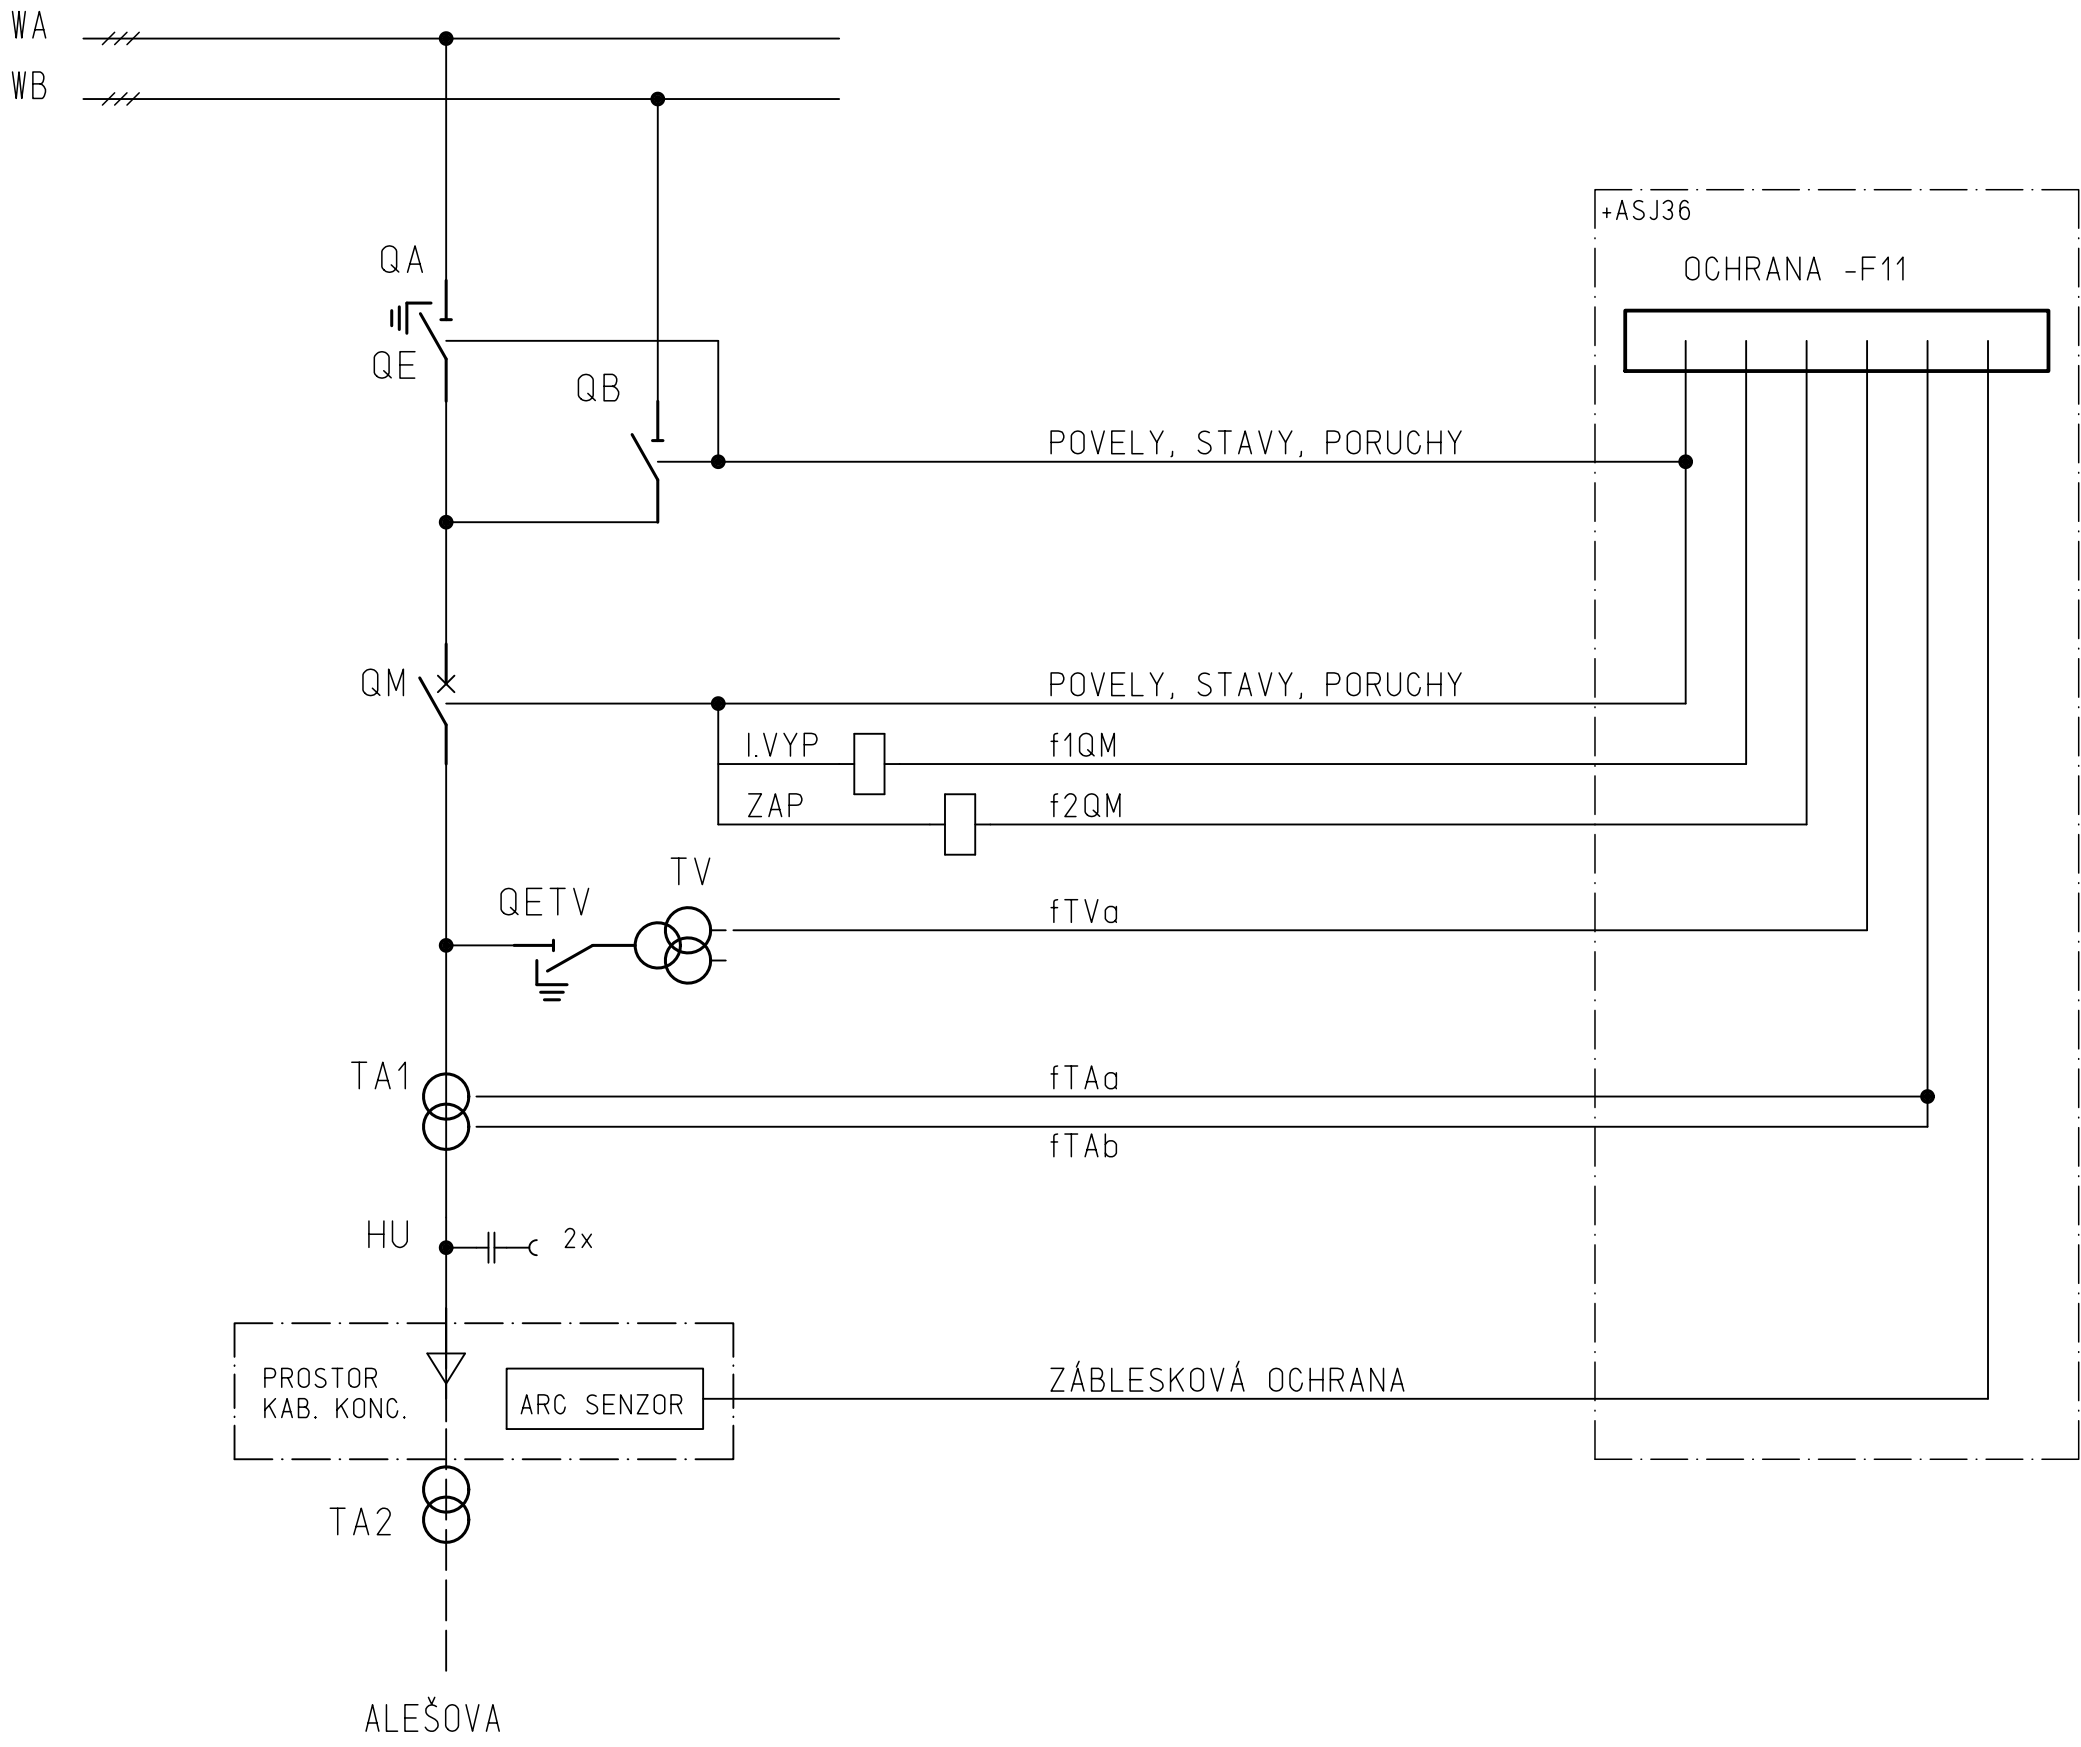 WA
WB
+ASJ36
QA
OCHRANA -F11
QE
QB
POVELY, STAVY, PORUCHY
QM
POVELY, STAVY, PORUCHY
I.VYP
f1QM
ZAP
f2QM
TV
QETV
fTVa
TA1
fTAa
fTAb
HU
2x
PROSTOR
KAB. KONC.
ARC SENZOR
ZÁBLESKOVÁ OCHRANA
TA2
ALEŠOVA